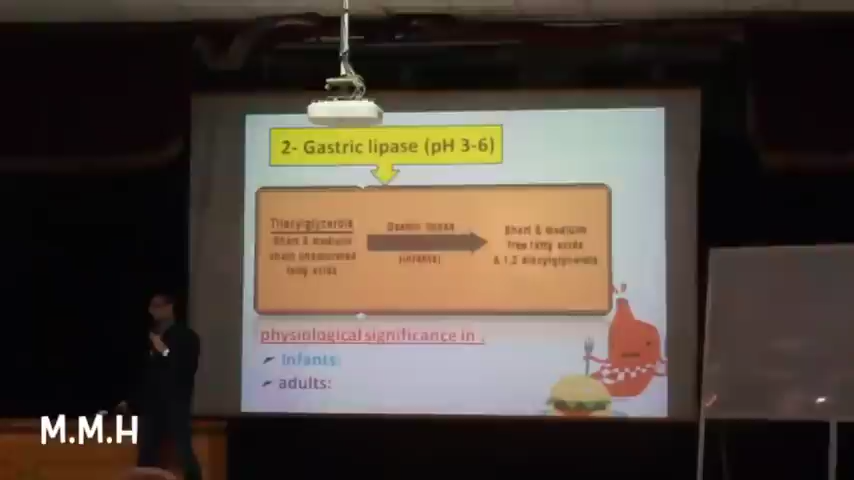 2- Gastric lipase (pH 3-6)
Triacylglycerols
Short & medium
chain unsaturated
fatty acids
Gastric lipase
(infants)
Short & medium
free fatty acids
& 1,2 diacylglycerols
physiological significance in :
Infants:
adults:
M.M.H